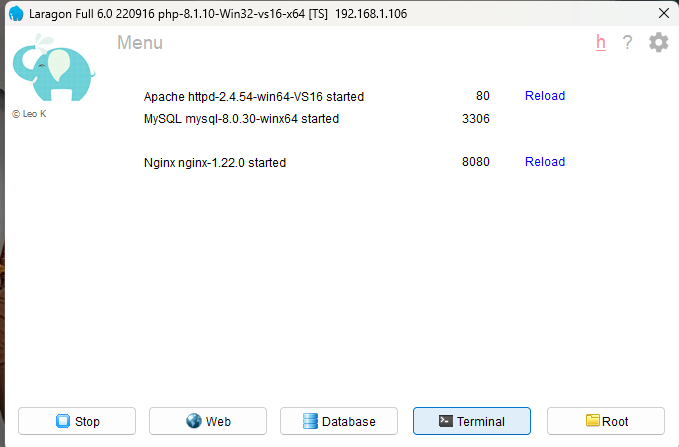 Laragon Full 6.0 220916 php-8.1.10-Win32-vs16-x64 [TS] 192.168.1.106
Menu h ?
© Leo K
Apache httpd-2.4.54-win64-VS16 started 80 Reload
MySQL mysql-8.0.30-winx64 started 3306
Nginx nginx-1.22.0 started 8080 Reload
Stop Web Database Terminal Root